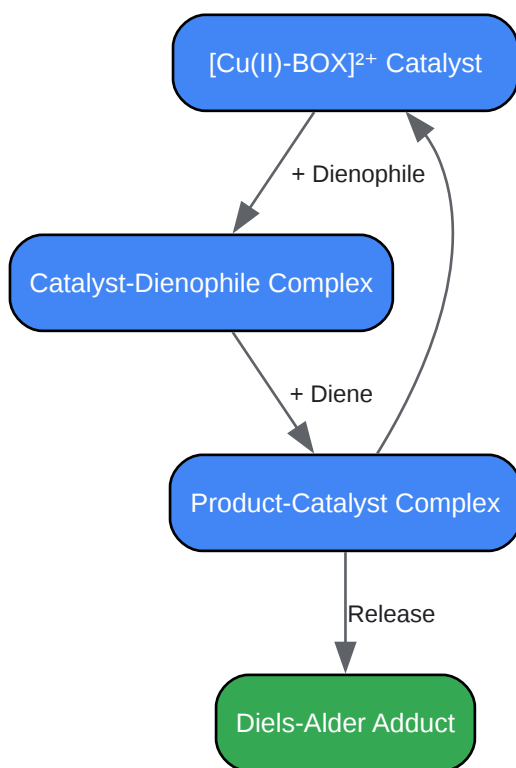 [Cu(II)-BOX]²⁺ Catalyst
+ Dienophile
Catalyst-Dienophile Complex
+ Diene
Product-Catalyst Complex
Release
Diels-Alder Adduct